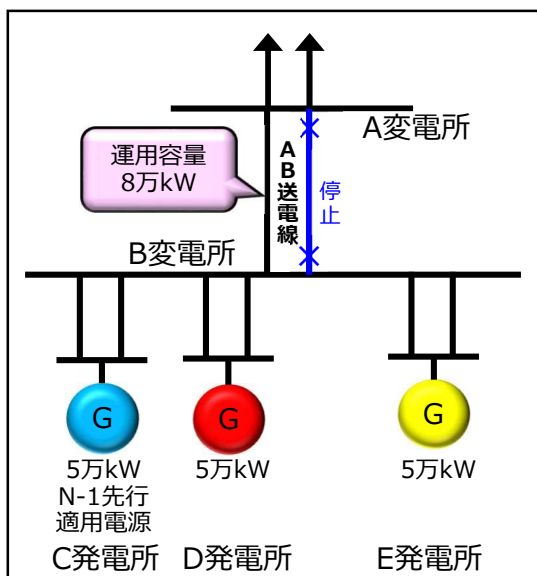 A変電所
運用容量
8万kW
AB送電線
停止
B変電所
G
G
G
5万kW
N-1先行
適用電源
5万kW
5万kW
C発電所
D発電所
E発電所